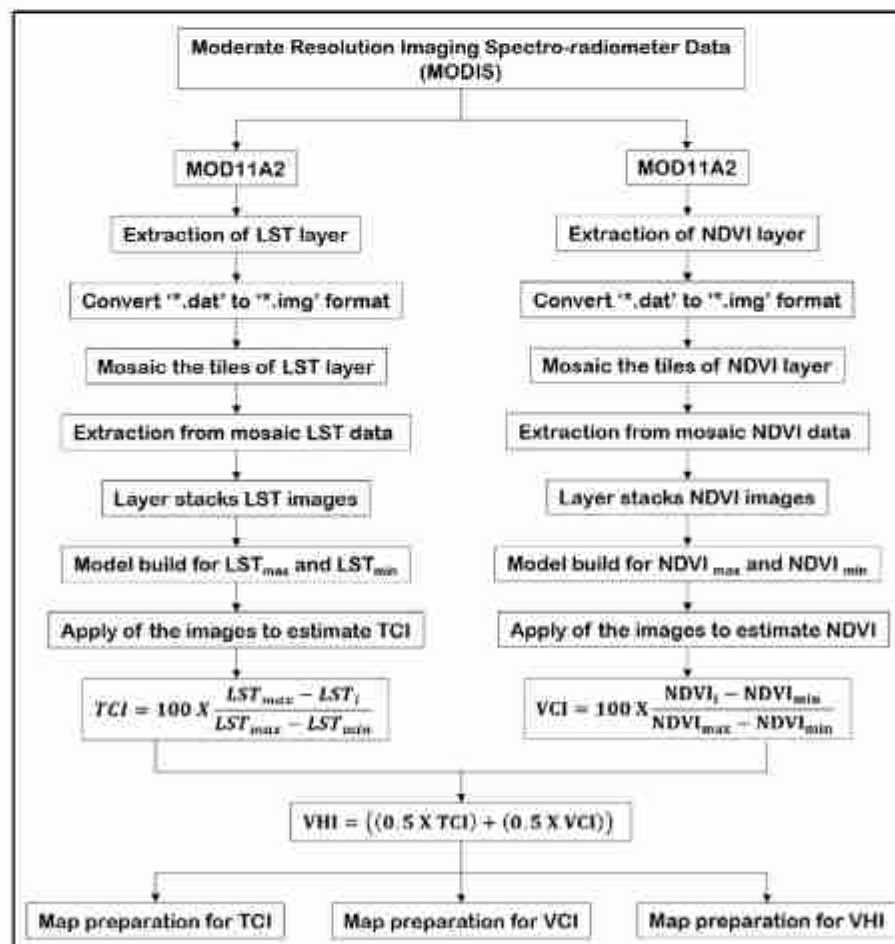 Moderate Resolution Imaging Spectro-radiometer Data
(MODIS)
MOD11A2
MOD11A2
Extraction of LST layer
Extraction of NDVI layer
Convert '*.dat' to '*.img' format
Convert '*.dat' to '*.img' format
Mosaic the tiles of LST layer
Mosaic the tiles of NDVI layer
Extraction from mosaic LST data
Extraction from mosaic NDVI data
Layer stacks LST images
Layer stacks NDVI images
Model build for LSTmax and LSTmin
Model build for NDVI max and NDVI min
Apply of the images to estimate TCI
Apply of the images to estimate NDVI
TCI = 100 X (LSTmax − LSTi) / (LSTmax − LSTmin)
VCI = 100 X (NDVIi − NDVImin) / (NDVImax − NDVImin)
VHI = ((0.5 X TCI) + (0.5 X VCI))
Map preparation for TCI
Map preparation for VCI
Map preparation for VHI